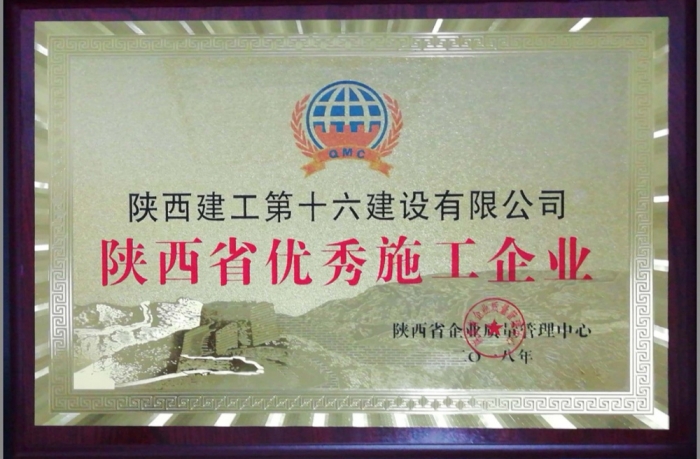 QMC
陕西建工第十六建设有限公司
陕西省优秀施工企业
陕西省企业质量管理中心
二〇一八年